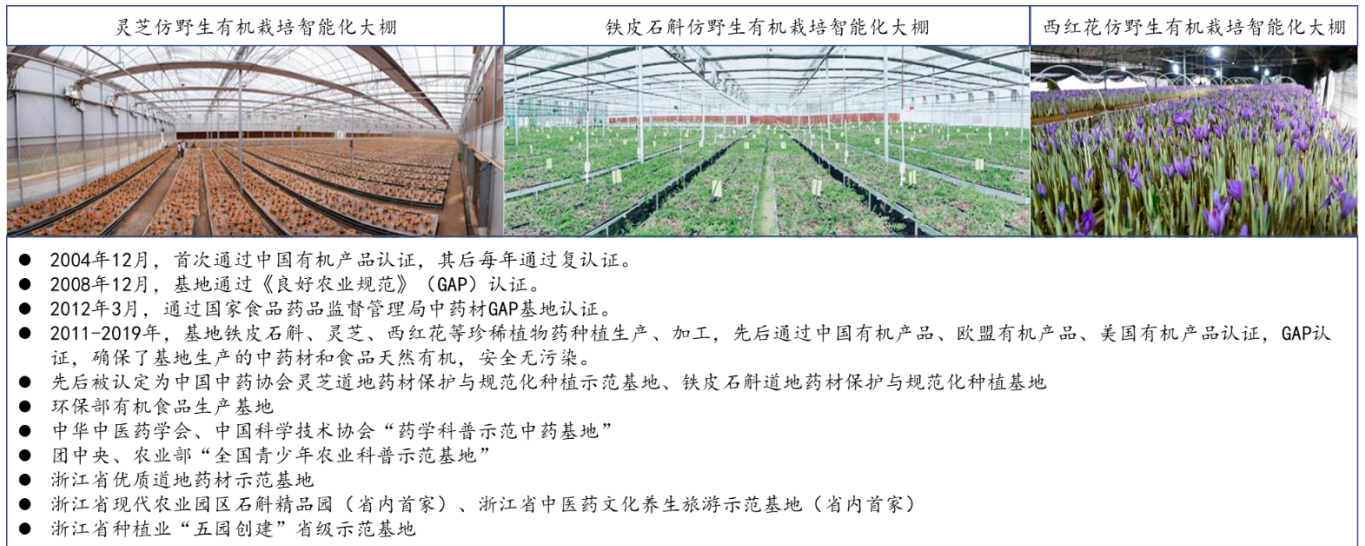 灵芝仿野生有机栽培智能化大棚
铁皮石斛仿野生有机栽培智能化大棚
西红花仿野生有机栽培智能化大棚
● 2004年12月，首次通过中国有机产品认证，其后每年通过复认证。
● 2008年12月，基地通过《良好农业规范》（GAP）认证。
● 2012年3月，通过国家食品药品监督管理局中药材GAP基地认证。
● 2011-2019年，基地铁皮石斛、灵芝、西红花等珍稀植物药种植生产、加工，先后通过中国有机产品、欧盟有机产品、美国有机产品认证，GAP认
证，确保了基地生产的中药材和食品天然有机，安全无污染。
● 先后被认定为中国中药协会灵芝道地药材保护与规范化种植示范基地、铁皮石斛道地药材保护与规范化种植基地
● 环保部有机食品生产基地
● 中华中医药学会、中国科学技术协会“药学科普示范中药基地”
● 团中央、农业部“全国青少年农业科普示范基地”
● 浙江省优质道地药材示范基地
● 浙江省现代农业园区石斛精品园（省内首家）、浙江省中医药文化养生旅游示范基地（省内首家）
● 浙江省种植业“五园创建”省级示范基地